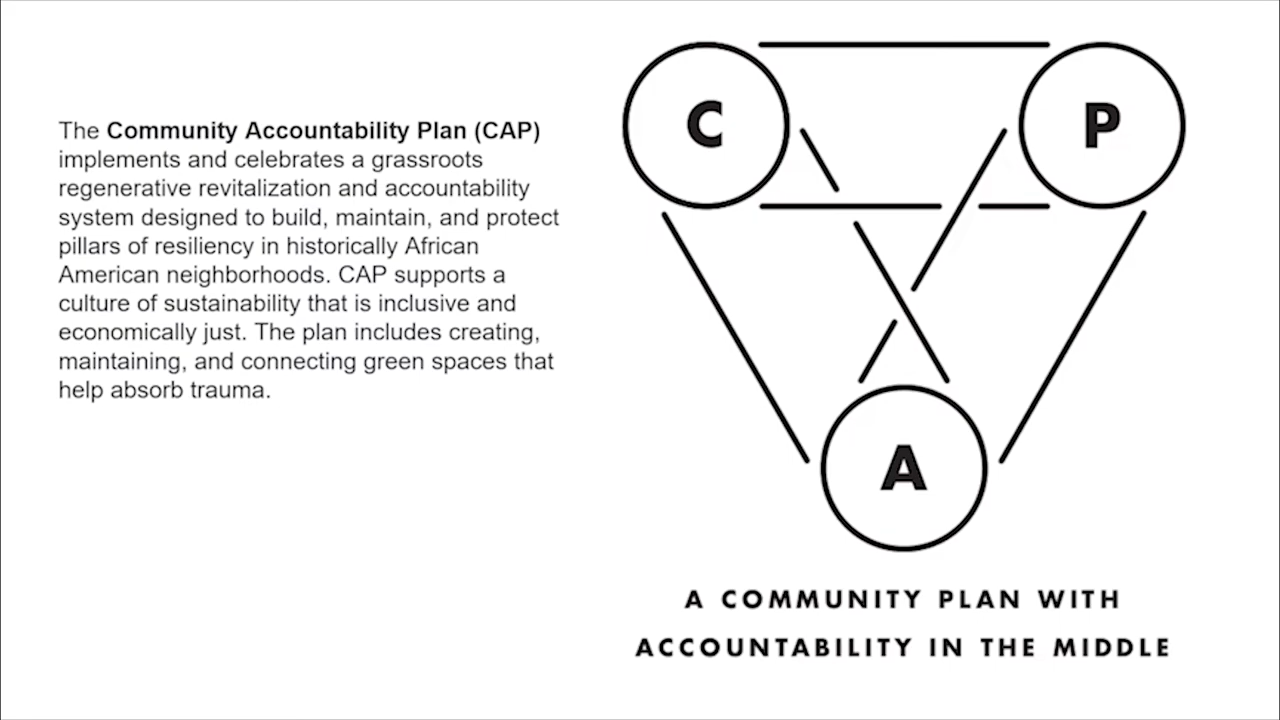 The Community Accountability Plan (CAP)
implements and celebrates a grassroots
regenerative revitalization and accountability
system designed to build, maintain, and protect
pillars of resiliency in historically African
American neighborhoods. CAP supports a
culture of sustainability that is inclusive and
economically just. The plan includes creating,
maintaining, and connecting green spaces that
help absorb trauma.
C
P
A
A COMMUNITY PLAN WITH
ACCOUNTABILITY IN THE MIDDLE